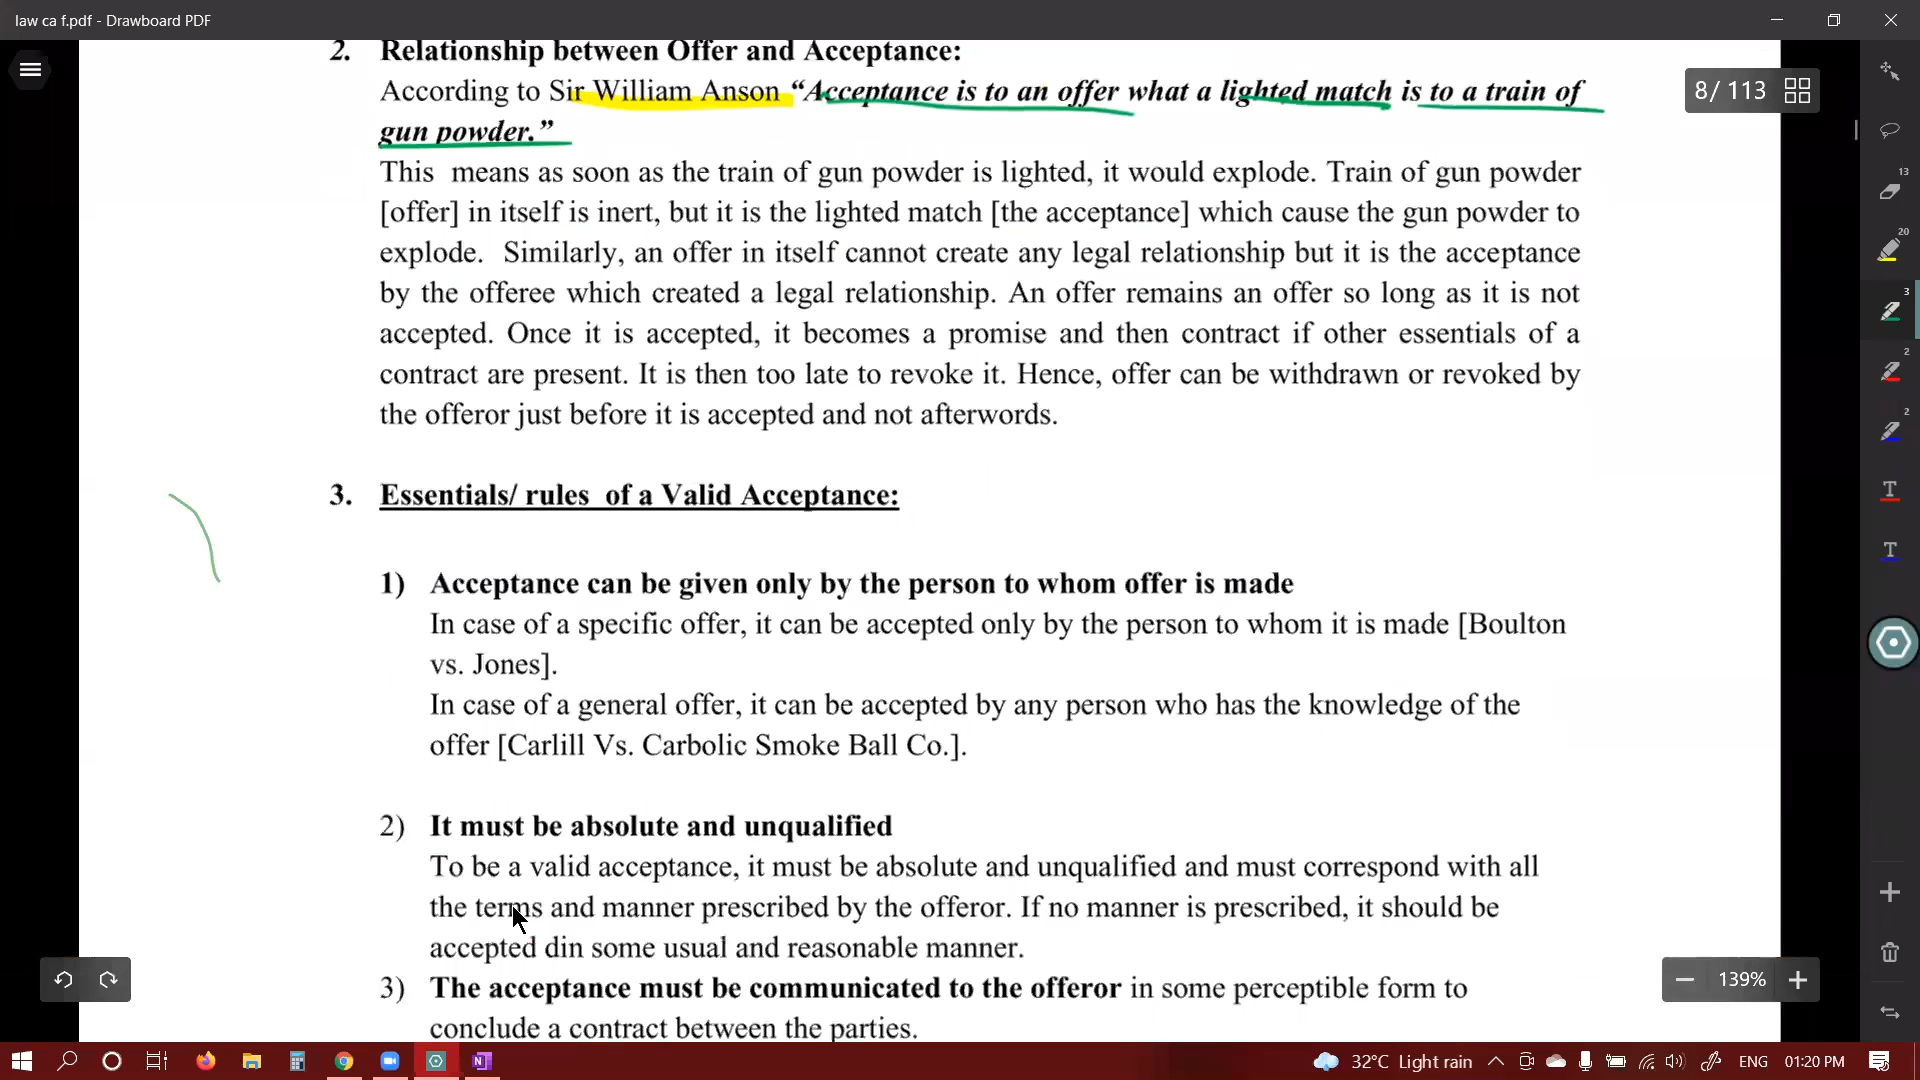 law ca f.pdf - Drawboard PDF
2. Relationship between Offer and Acceptance:
According to Sir William Anson “Acceptance is to an offer what a lighted match is to a train of
gun powder.”
8 / 113
This means as soon as the train of gun powder is lighted, it would explode. Train of gun powder
[offer] in itself is inert, but it is the lighted match [the acceptance] which cause the gun powder to
explode. Similarly, an offer in itself cannot create any legal relationship but it is the acceptance
by the offeree which created a legal relationship. An offer remains an offer so long as it is not
accepted. Once it is accepted, it becomes a promise and then contract if other essentials of a
contract are present. It is then too late to revoke it. Hence, offer can be withdrawn or revoked by
the offeror just before it is accepted and not afterwords.
3. Essentials/ rules of a Valid Acceptance:
1) Acceptance can be given only by the person to whom offer is made
In case of a specific offer, it can be accepted only by the person to whom it is made [Boulton
vs. Jones].
In case of a general offer, it can be accepted by any person who has the knowledge of the
offer [Carlill Vs. Carbolic Smoke Ball Co.].
2) It must be absolute and unqualified
To be a valid acceptance, it must be absolute and unqualified and must correspond with all
the terms and manner prescribed by the offeror. If no manner is prescribed, it should be
accepted din some usual and reasonable manner.
3) The acceptance must be communicated to the offeror in some perceptible form to
conclude a contract between the parties.
13
20
3
2
2
T
T
139%
32°C Light rain
ENG
01:20 PM